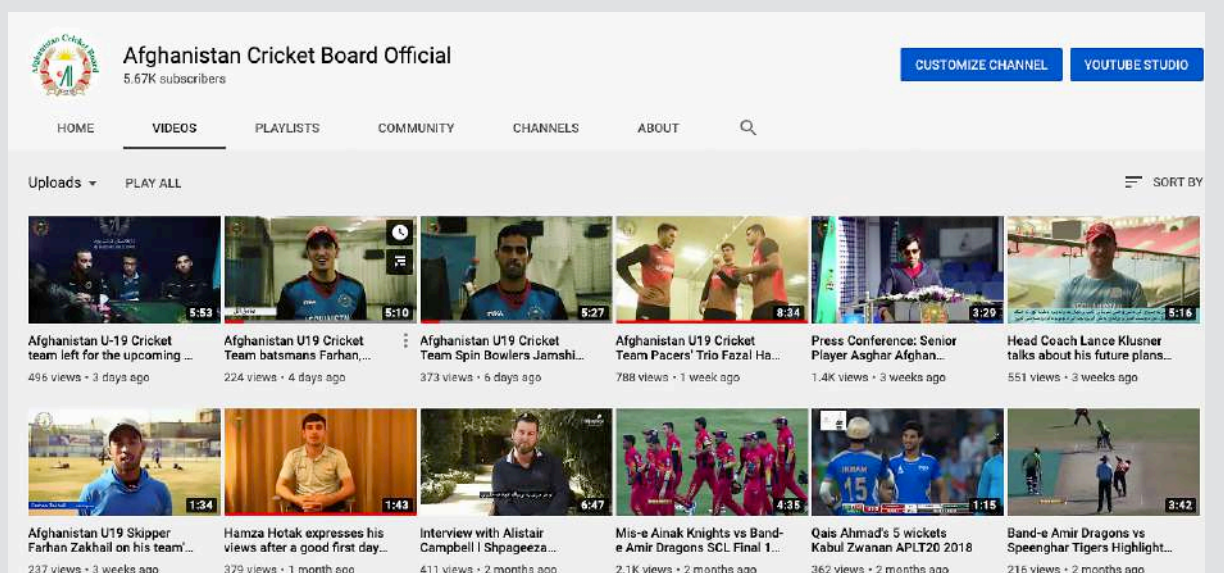 Afghanistan Cricket Board
Afghanistan Cricket Board Official
5.67K subscribers
CUSTOMIZE CHANNEL
YOUTUBE STUDIO
HOME
VIDEOS
PLAYLISTS
COMMUNITY
CHANNELS
ABOUT
Uploads
PLAY ALL
SORT BY
5:53
5:10
5:27
8:34
3:29
5:16
Afghanistan U-19 Cricket
team left for the upcoming ...
496 views • 3 days ago
Afghanistan U19 Cricket
Team batsmans Farhan,...
224 views • 4 days ago
Afghanistan U19 Cricket
Team Spin Bowlers Jamshi...
373 views • 6 days ago
Afghanistan U19 Cricket
Team Pacers' Trio Fazal Ha...
788 views • 1 week ago
Press Conference: Senior
Player Asghar Afghan...
1.4K views • 3 weeks ago
Head Coach Lance Klusner
talks about his future plans...
551 views • 3 weeks ago
1:34
1:43
6:47
4:35
IKRAM
15
1:15
3:42
Afghanistan U19 Skipper
Farhan Zakhail on his team'...
237 views • 3 weeks ago
Hamza Hotak expresses his
views after a good first day...
379 views • 1 month ago
Interview with Alistair
Campbell | Shpageeza...
411 views • 2 months ago
Mis-e Ainak Knights vs Band-
e Amir Dragons SCL Final 1...
2.1K views • 2 months ago
Qais Ahmad's 5 wickets
Kabul Zwanan APLT20 2018
362 views • 2 months ago
Band-e Amir Dragons vs
Speenghar Tigers Highlight...
216 views • 2 months ago